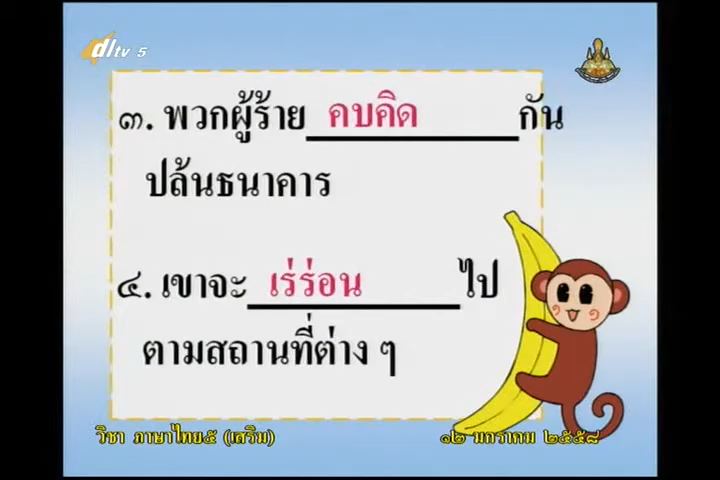 dltv 5
๓. พวกผู้ร้าย คบคิด กัน
ปล้นธนาคาร
๔. เขาจะ เร่ร่อน ไป
ตามสถานที่ต่าง ๆ
วิชา ภาษาไทย๕ (เสริม) ๑๒ มกราคม ๒๕๕๘